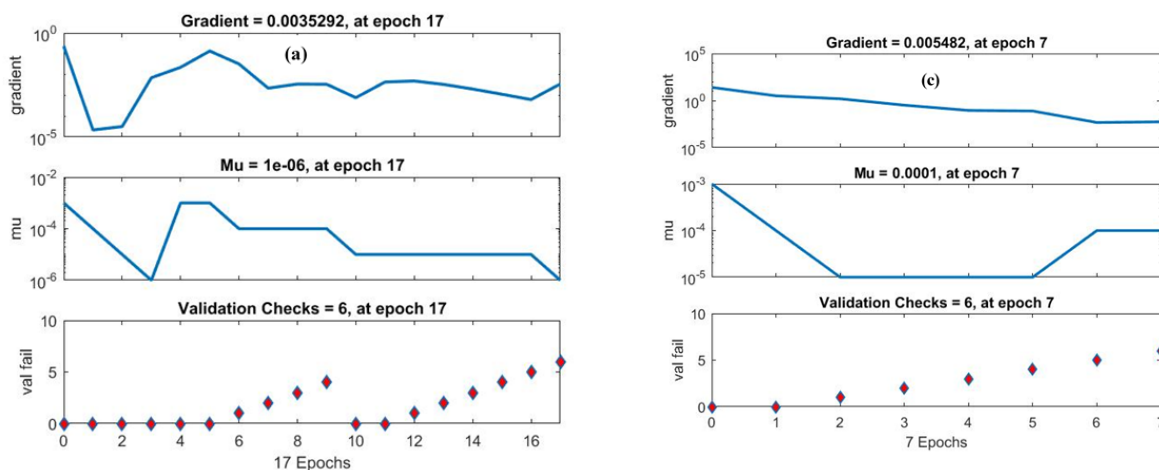 Gradient = 0.0035292, at epoch 17
(a)
gradient
10^0
10^-5
Mu = 1e-06, at epoch 17
mu
10^-2
10^-4
10^-6
Validation Checks = 6, at epoch 17
val fail
10
5
0
0 2 4 6 8 10 12 14 16
17 Epochs
Gradient = 0.005482, at epoch 7
(c)
gradient
10^5
10^0
10^-5
Mu = 0.0001, at epoch 7
mu
10^-3
10^-4
10^-5
Validation Checks = 6, at epoch 7
val fail
10
5
0
0 1 2 3 4 5 6 7
7 Epochs